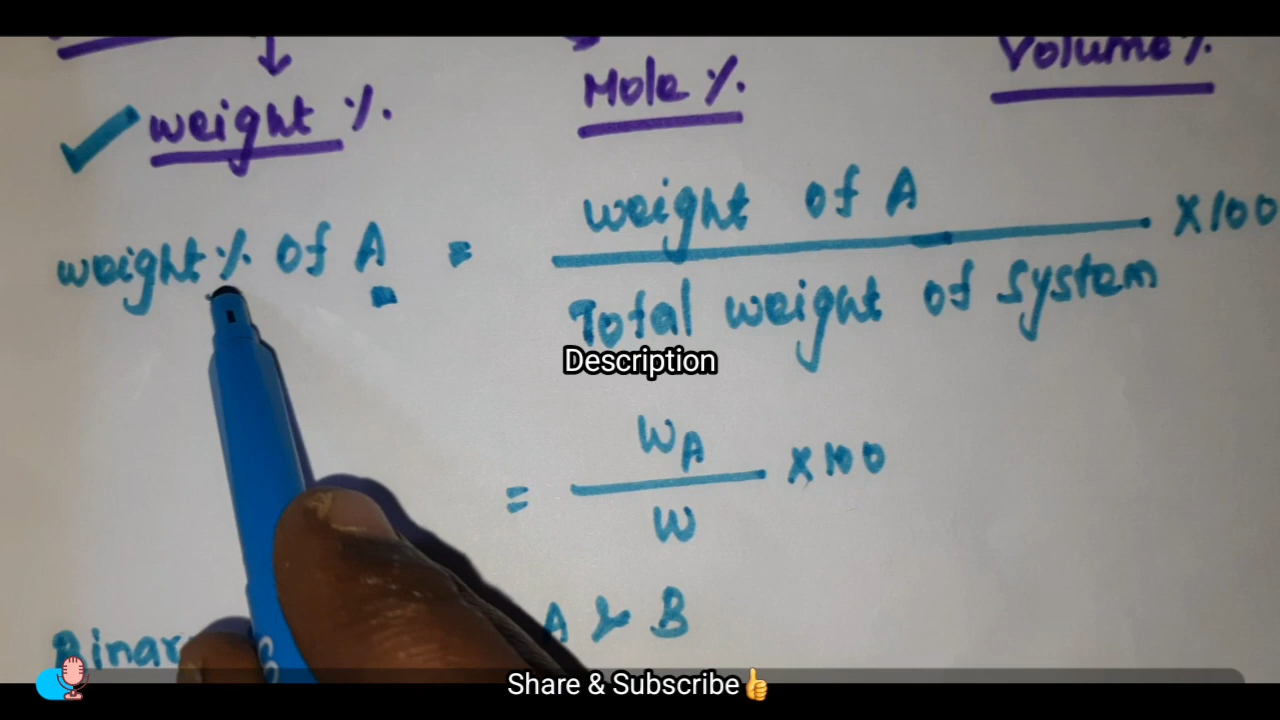 weight %.
Mole %.
Volume %.
weight %. of A = weight of A / Total weight of system X100
Description
= WA / W X100
A & B
Share & Subscribe👍